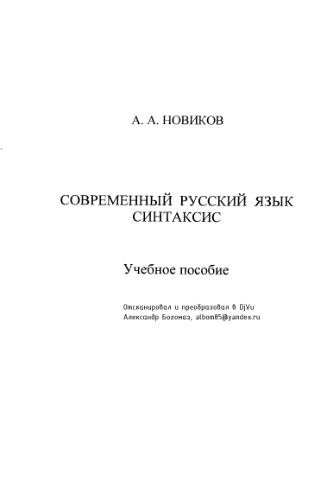 А. А. НОВИКОВ
СОВРЕМЕННЫЙ РУССКИЙ ЯЗЫК
СИНТАКСИС
Учебное пособие
Отсканировал и преобразовал в DjVu
Александр Богомаз, albom85@yandex.ru